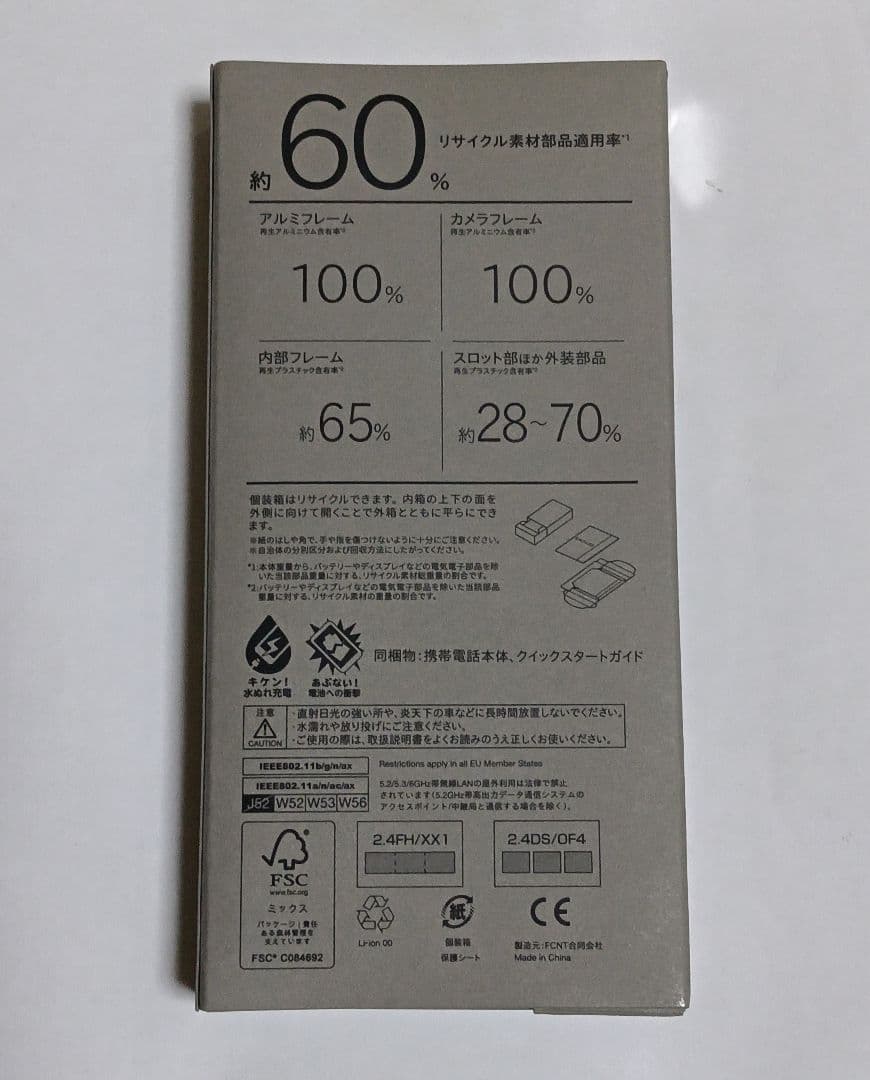 約60%
リサイクル素材部品適用率*1
アルミフレーム
再生アルミニウム含有率*2
100%
カメラフレーム
再生アルミニウム含有率*2
100%
内部フレーム
再生プラスチック含有率*2
約65%
スロット部ほか外装部品
再生プラスチック含有率*2
約28~70%
個装箱はリサイクルできます。内箱の上下の面を
外側に向けて開くことで外箱とともに平らにでき
ます。
※紙のはしや角で、手や指を傷つけないように十分にご注意ください。
※自治体の分別区分および回収方法にしたがってください。
*1:本体重量から、バッテリーやディスプレイなどの電気電子部品を除
いた当該部品重量に対する、リサイクル素材総重量の割合です。
*2:バッテリーやディスプレイなどの電気電子部品を除いた当該部品
重量に対する、リサイクル素材の重量の割合です。
キケン!
水ぬれ充電
あぶない!
電池への衝撃
同梱物:携帯電話本体、クイックスタートガイド
注意
CAUTION
・直射日光の強い所や、炎天下の車などに長時間放置しないでください。
・水濡れや放り投げにご注意ください。
・ご使用の際は、取扱説明書をよくお読みのうえ正しくお使いください。
IEEE802.11b/g/n/ax
IEEE802.11a/n/ac/ax
J52 W52 W53 W56
Restrictions apply in all EU Member States
5.2/5.3/6GHz帯無線LANの屋外利用は法律で禁止
されています(5.2GHz帯高出力データ通信システムの
アクセスポイント/中継局と通信する場合を除く)。
FSC
www.fsc.org
ミックス
パッケージ|責任
ある森林管理を
支えています
FSC® C084692
2.4FH/XX1
2.4DS/OF4
Li-ion 00
紙
個装箱
保護シート
CE
製造元:FCNT合同会社
Made in China